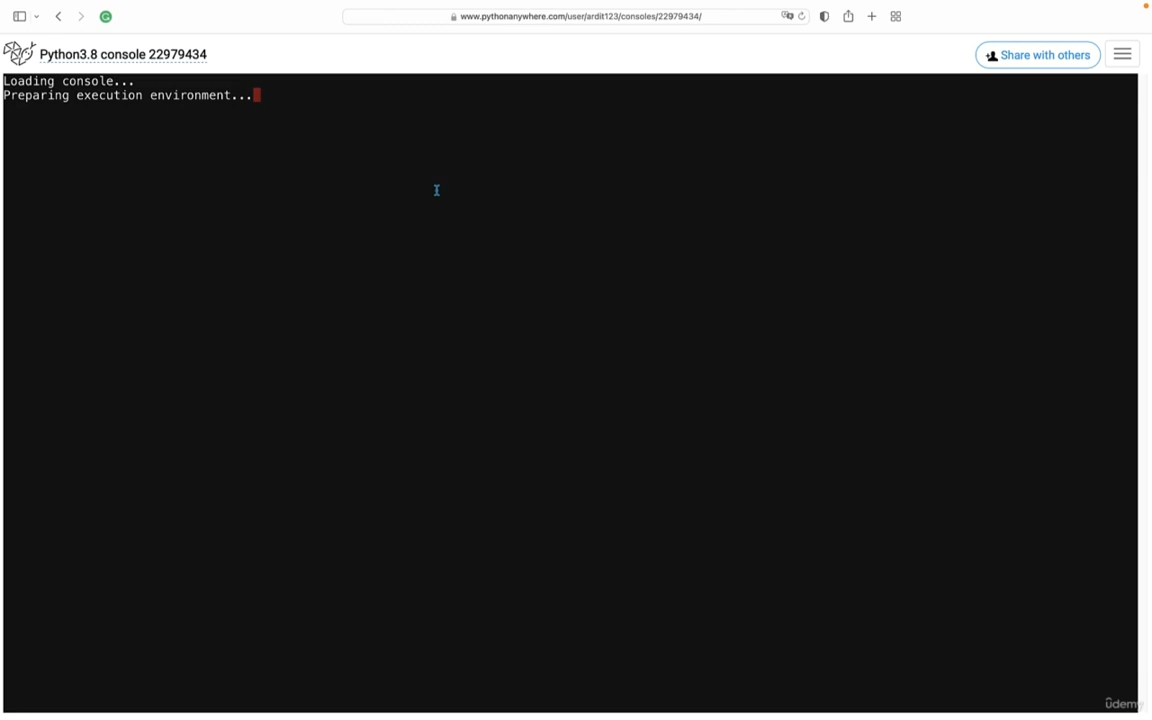 www.pythonanywhere.com/user/ardit123/consoles/22979434/
Python3.8 console 22979434
Share with others
Loading console...
Preparing execution environment...
ûdemy